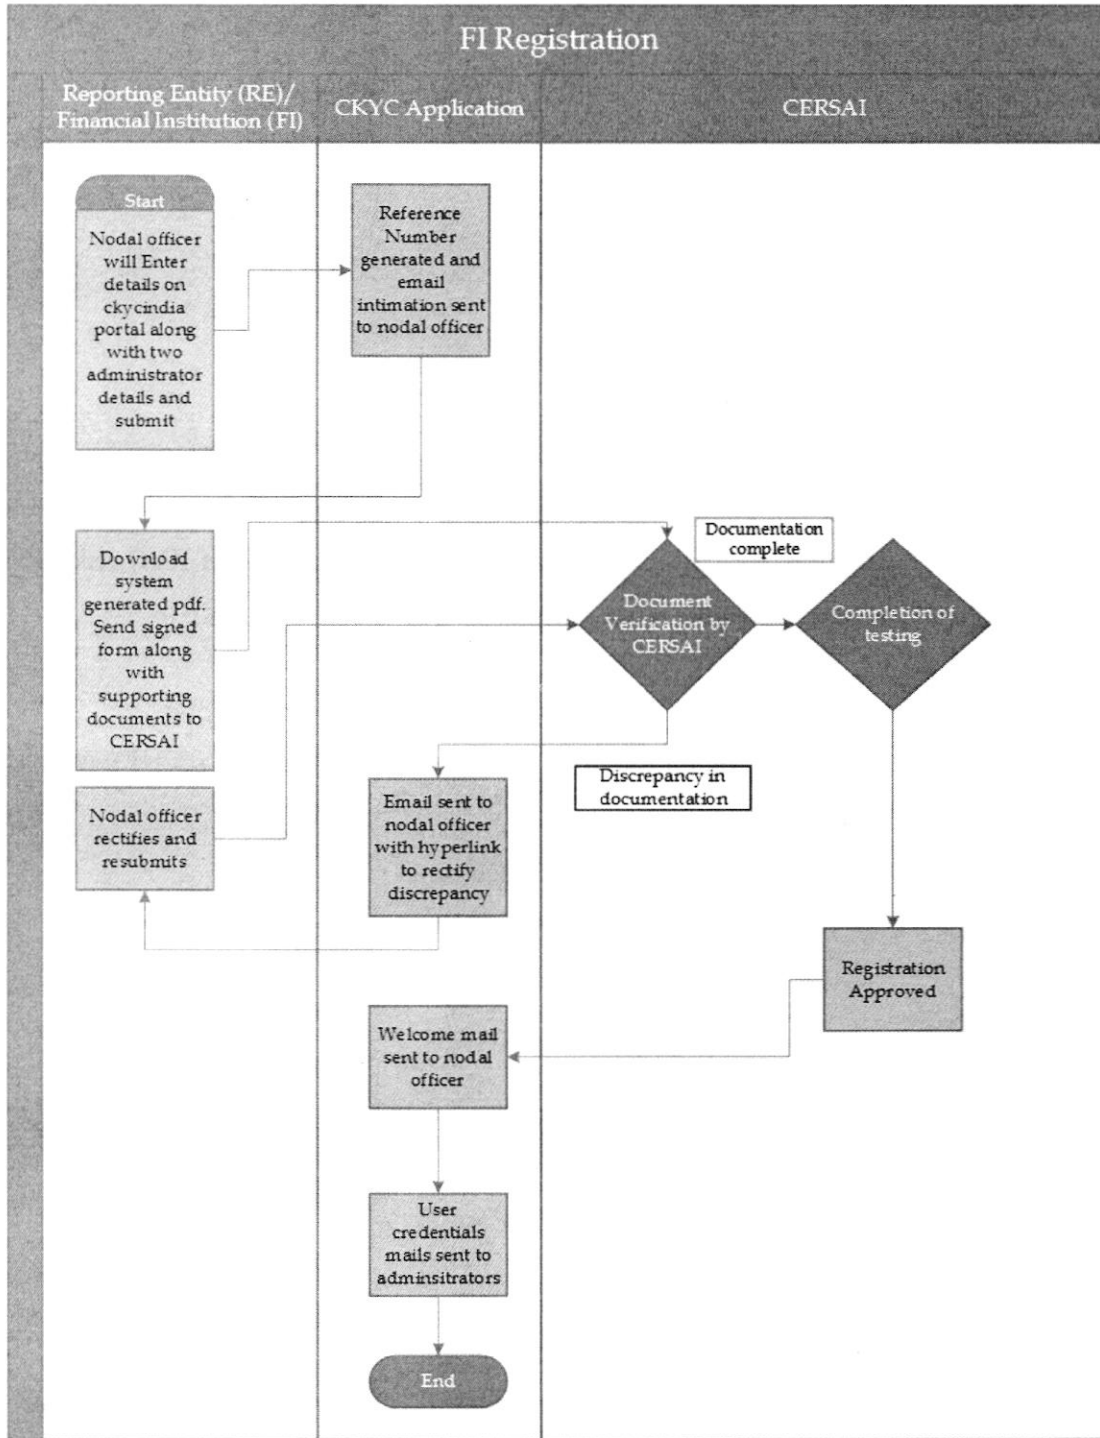 FI Registration
Reporting Entity (RE)/
Financial Institution (FI)
CKYC Application
CERSAI
Start
Nodal officer
will Enter
details on
ckycindia
portal along
with two
administrator
details and
submit
Reference
Number
generated and
email
intimation sent
to nodal officer
Download
system
generated pdf.
Send signed
form along
with
supporting
documents to
CERSAI
Documentation
complete
Document
Verification by
CERSAI
Completion of
testing
Discrepancy in
documentation
Email sent to
nodal officer
with hyperlink
to rectify
discrepancy
Nodal officer
rectifies and
resubmits
Registration
Approved
Welcome mail
sent to nodal
officer
User
credentials
mails sent to
adminsitrators
End